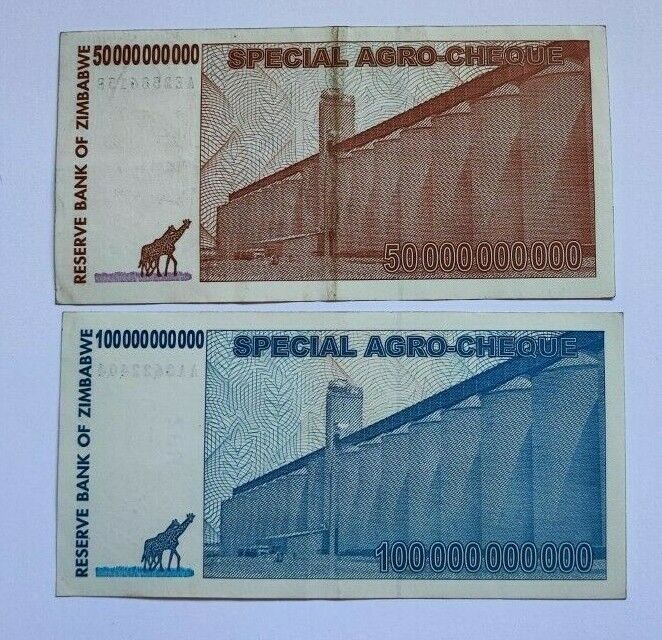 50000000000
SPECIAL AGRO-CHEQUE
RESERVE BANK OF ZIMBABWE
50 000 000 000
100000000000
SPECIAL AGRO-CHEQUE
RESERVE BANK OF ZIMBABWE
100 000 000 000